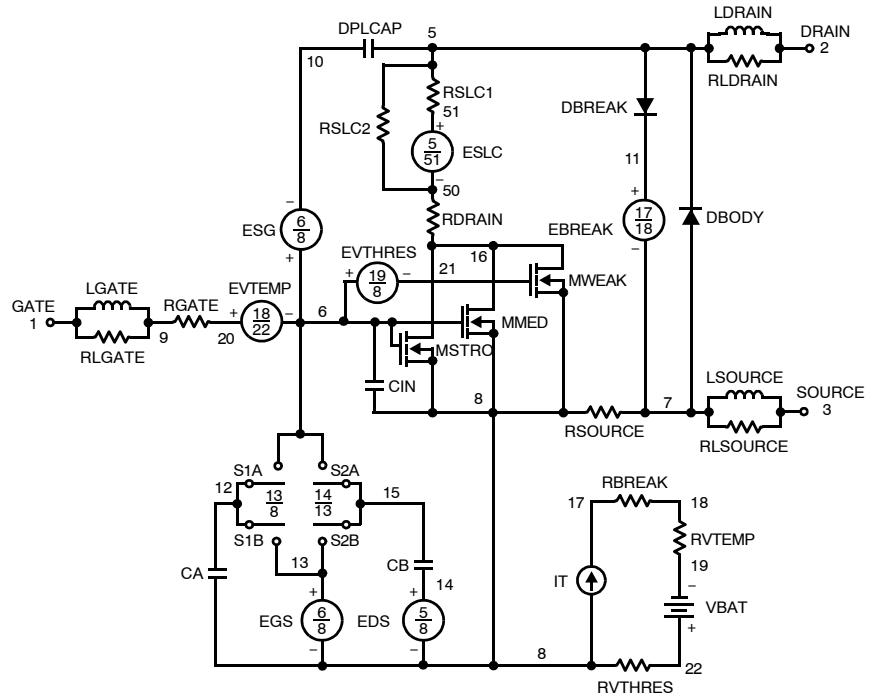 LDRAIN
DPLCAP 5 DRAIN
10 2
RLDRAIN
RSLC1
51
DBREAK
RSLC2
+
5
51
ESLC
11
−
50
− +
RDRAIN
6
8
ESG
17
18
EBREAK
DBODY
+
EVTHRES
16
−
+ 19
8 −
21
MWEAK
LGATE
EVTEMP
GATE
1
RGATE
+ 18
22 −
6
MMED
9
20
RLGATE
MSTRO
CIN
LSOURCE
8
7
SOURCE
3
RSOURCE
RLSOURCE
S1A
S2A
RBREAK
12
13
8
14
13
15
17
18
S1B
S2B
RVTEMP
13
CB
19
CA
14
IT
−
+
+
VBAT
EGS
6
8
EDS
5
8
+
−
−
8
22
RVTHRES